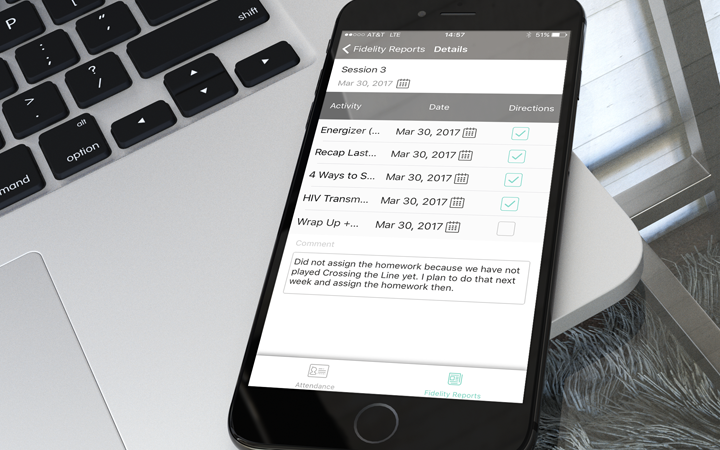 P
shift
alt
option
mand
AT&T LTE 14:57 51%
Fidelity Reports Details
Session 3
Mar 30, 2017
Activity Date Directions
Energizer (... Mar 30, 2017
Recap Last... Mar 30, 2017
4 Ways to S... Mar 30, 2017
HIV Transm... Mar 30, 2017
Wrap Up +... Mar 30, 2017
Comment
Did not assign the homework because we have not
played Crossing the Line yet. I plan to do that next
week and assign the homework then.
Attendance Fidelity Reports